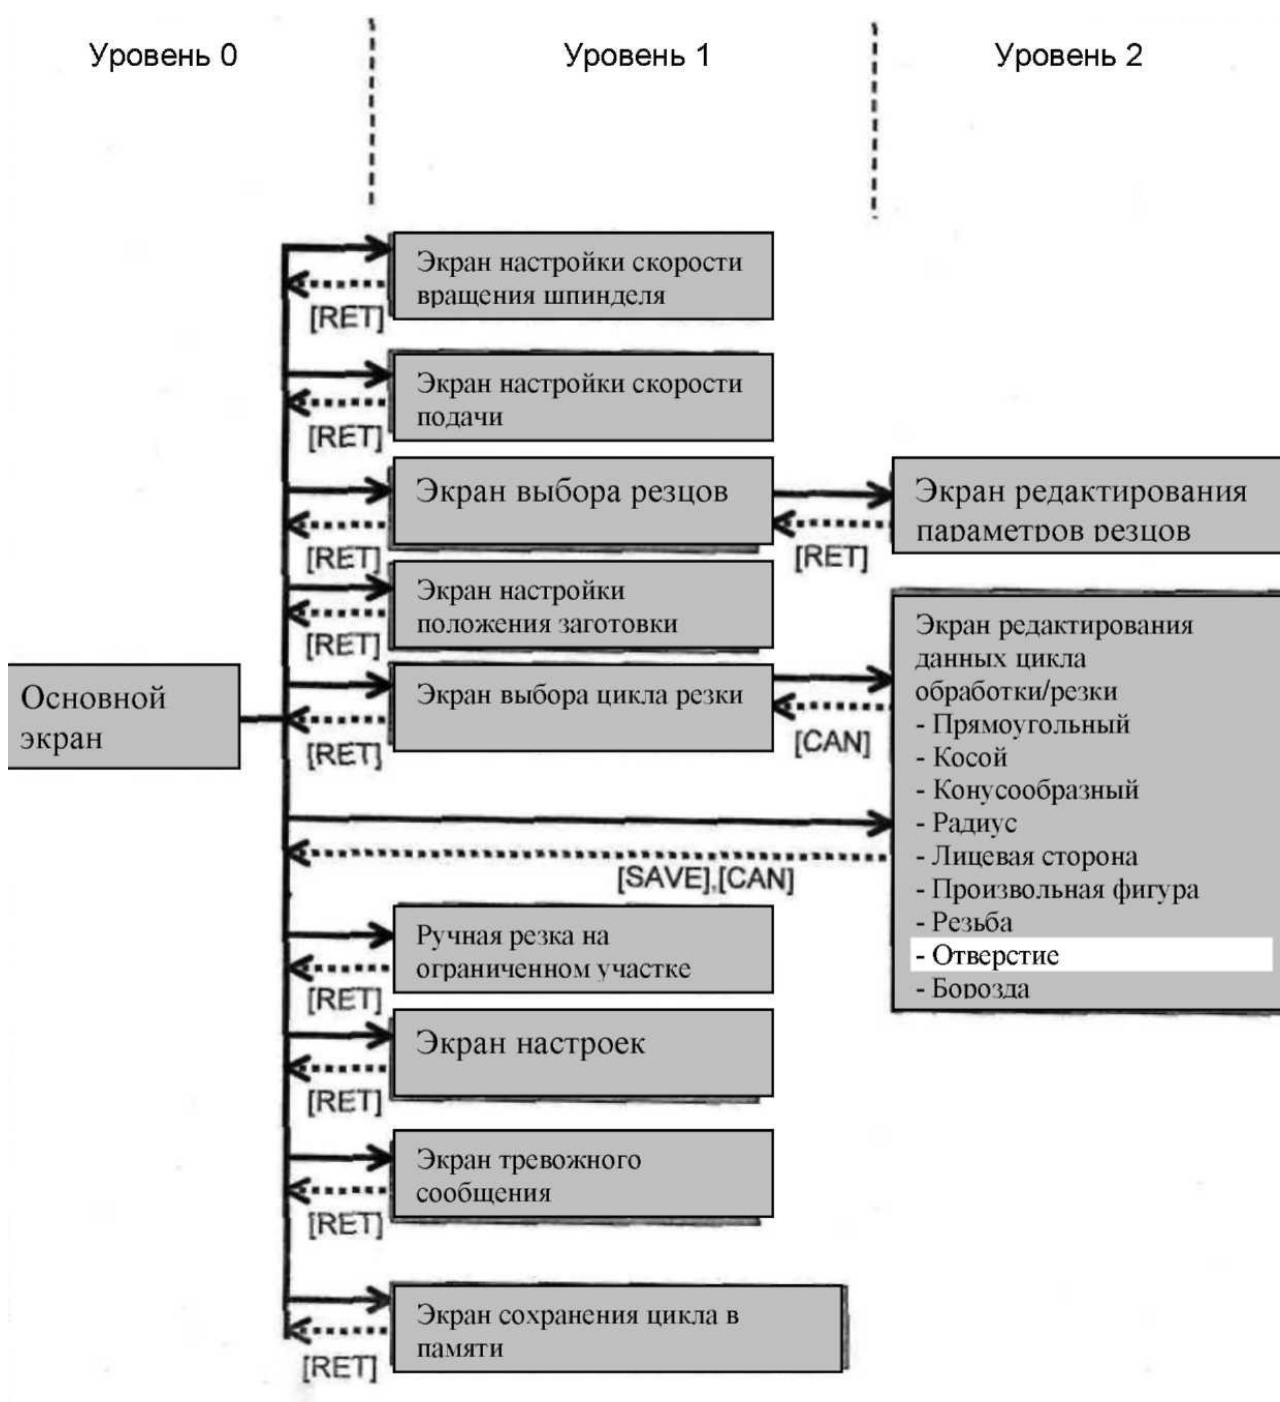 Уровень 0
Уровень 1
Уровень 2
Экран настройки скорости
вращения шпинделя
[RET]
Экран настройки скорости
подачи
[RET]
Экран выбора резцов
[RET]
Экран редактирования
параметров резцов
[RET]
Экран настройки
положения заготовки
[RET]
Основной
экран
Экран выбора цикла резки
[RET]
[CAN]
Экран редактирования
данных цикла
обработки/резки
- Прямоугольный
- Косой
- Конусообразный
- Радиус
- Лицевая сторона
- Произвольная фигура
- Резьба
- Отверстие
- Борозда
[SAVE],[CAN]
Ручная резка на
ограниченном участке
[RET]
Экран настроек
[RET]
Экран тревожного
сообщения
[RET]
Экран сохранения цикла в
памяти
[RET]